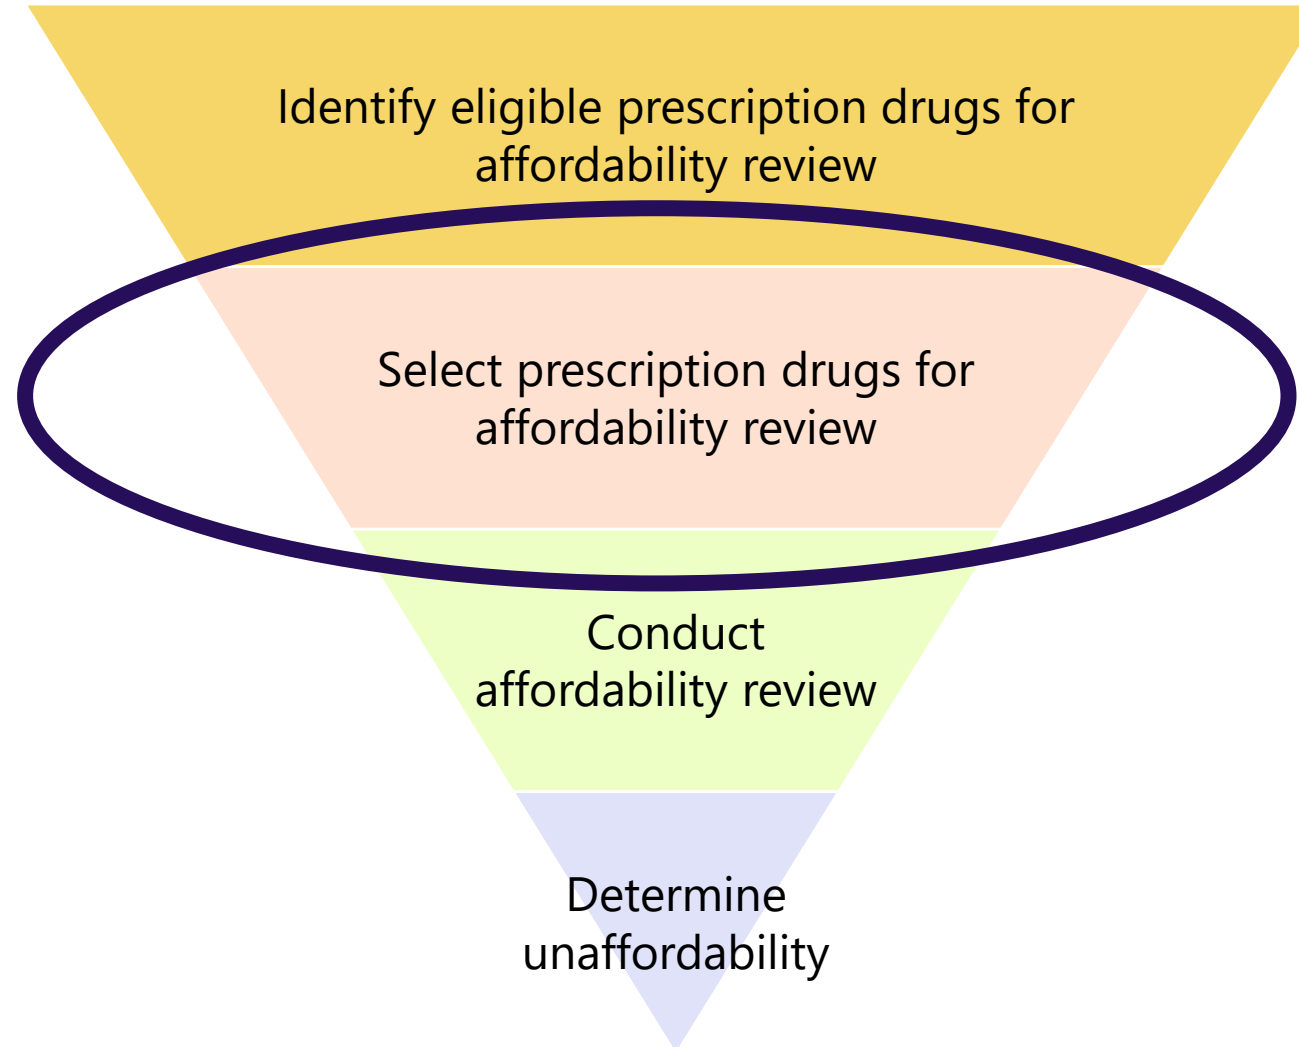 Identify eligible prescription drugs for
affordability review
Select prescription drugs for
affordability review
Conduct
affordability review
Determine
unaffordability